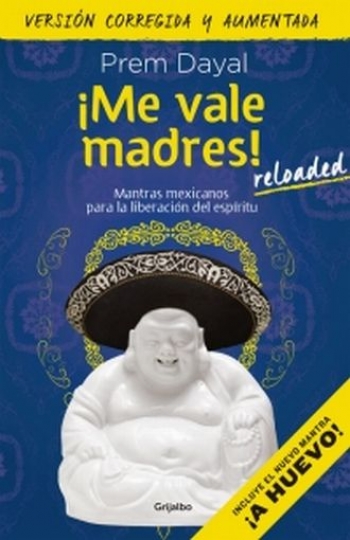 VERSIÓN CORREGIDA Y AUMENTADA
Prem Dayal
¡Me vale
madres!
reloaded
Mantras mexicanos
para la liberación del espíritu
INCLUYE EL NUEVO MANTRA
¡A HUEVO!
Grijalbo